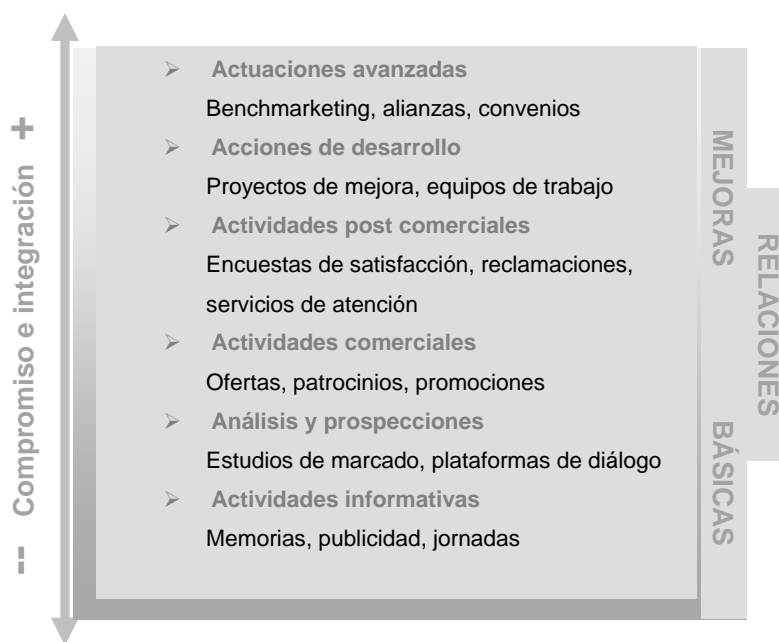 ➢ Actuaciones avanzadas
Benchmarketing, alianzas, convenios
➢ Acciones de desarrollo
Proyectos de mejora, equipos de trabajo
➢ Actividades post comerciales
Encuestas de satisfacción, reclamaciones,
servicios de atención
➢ Actividades comerciales
Ofertas, patrocinios, promociones
➢ Análisis y prospecciones
Estudios de marcado, plataformas de diálogo
➢ Actividades informativas
Memorias, publicidad, jornadas
-- Compromiso e integración +
MEJORAS
BÁSICAS
RELACIONES